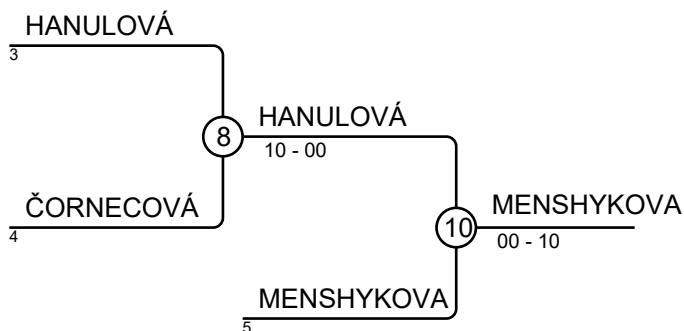 HANULOVÁ
3
8
HANULOVÁ
10 - 00
ČORNECOVÁ
4
10
MENSHYKOVA
00 - 10
MENSHYKOVA
5